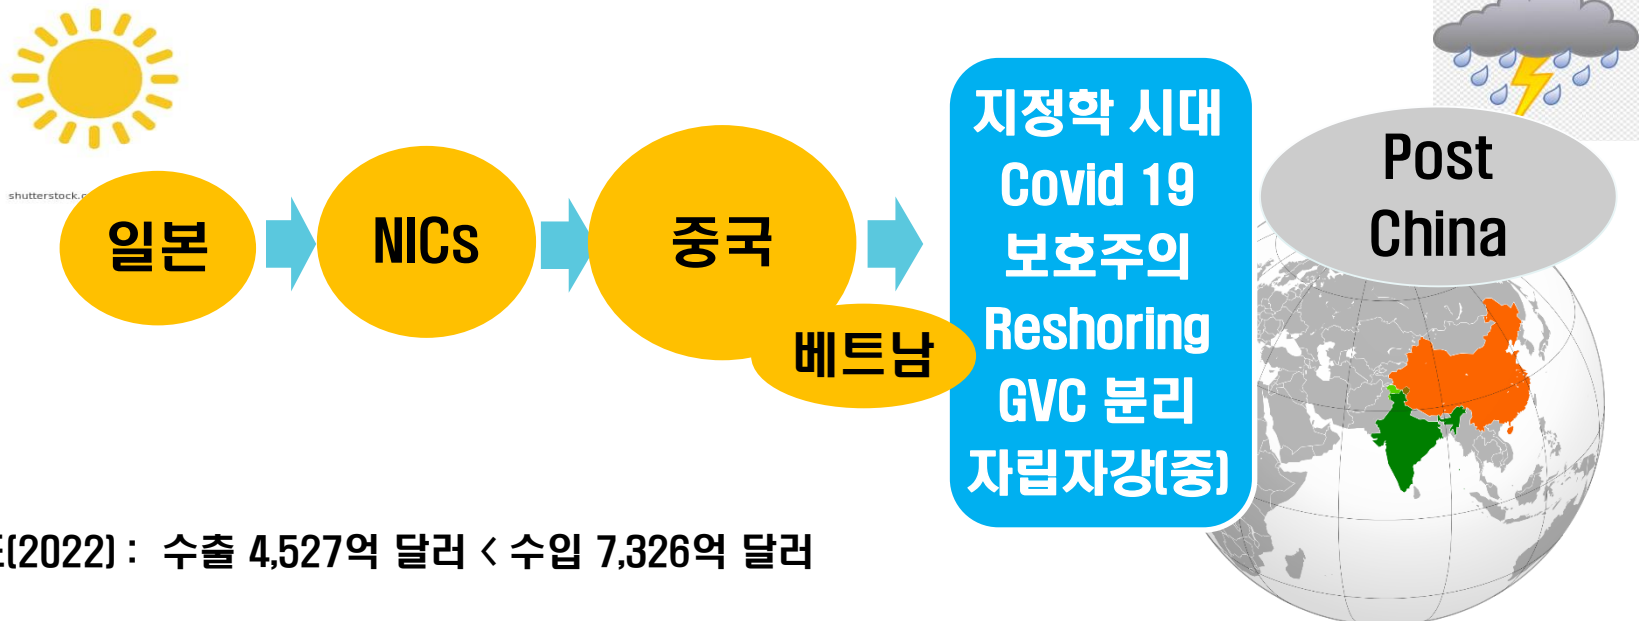 shutterstock.c
일본
NICs
중국
베트남
지정학 시대
Covid 19
보호주의
Reshoring
GVC 분리
자립자강(중)
Post
China
(2022) : 수출 4,527억 달러 < 수입 7,326억 달러